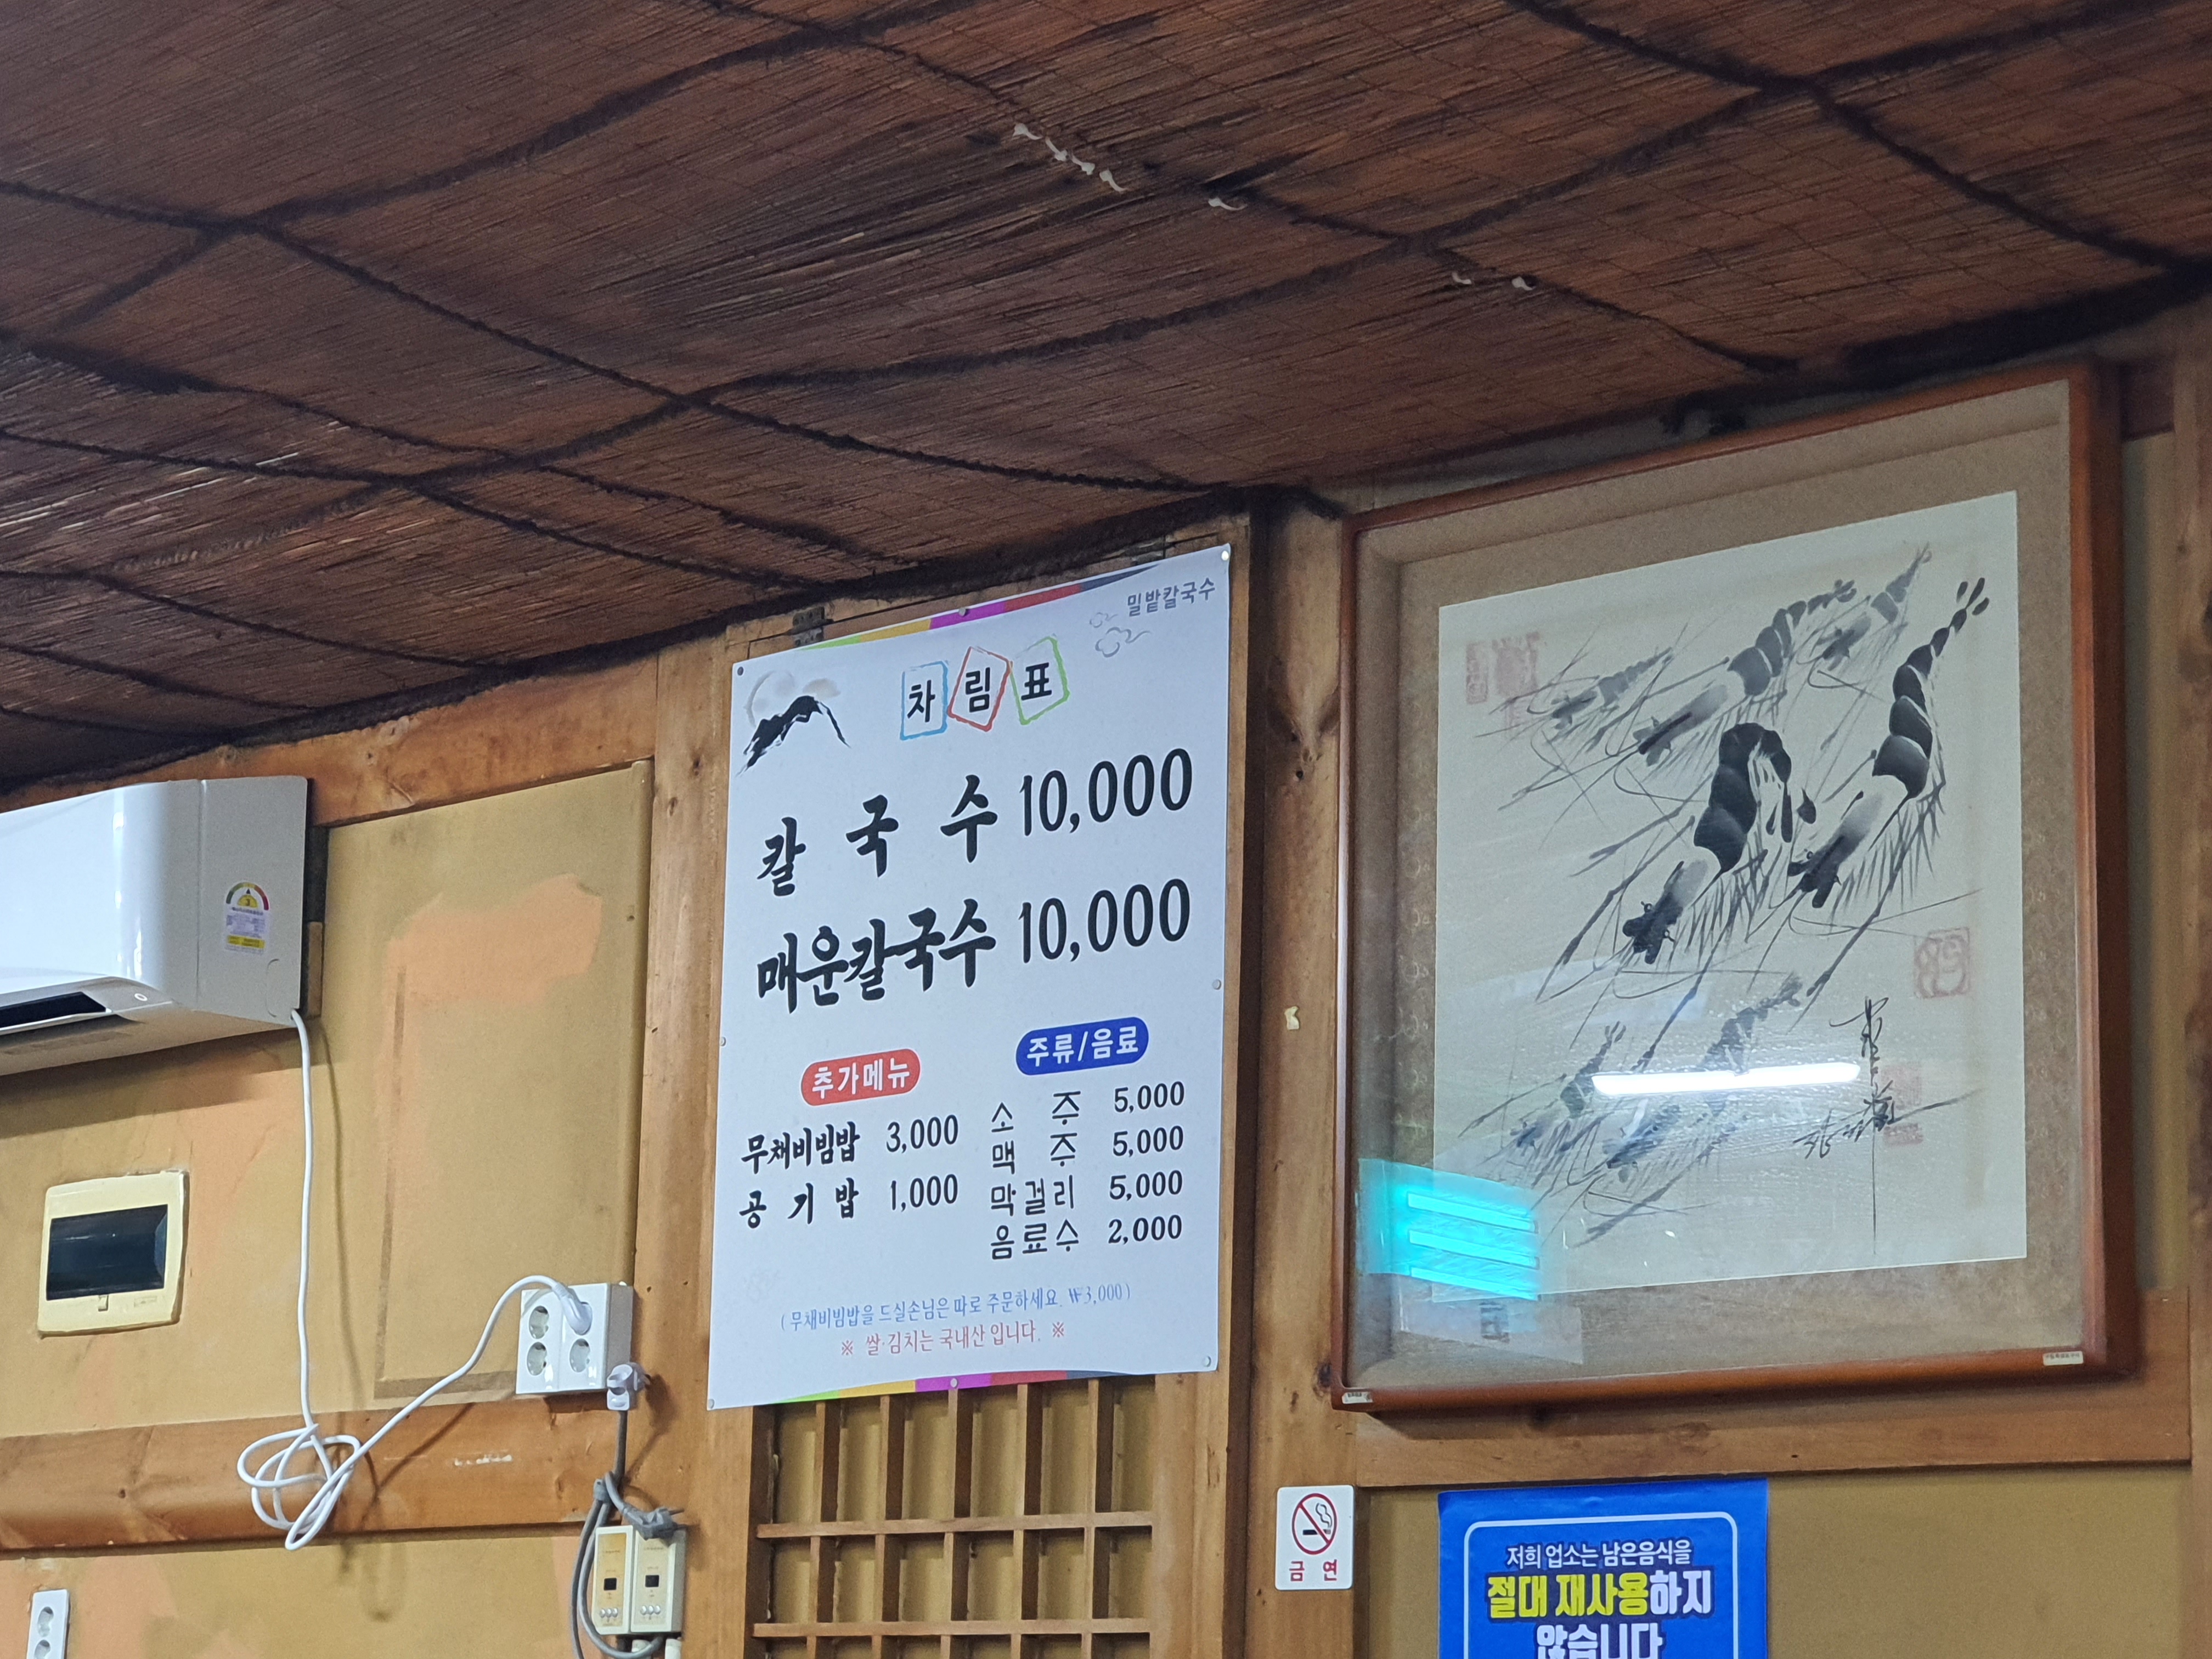 밀밭칼국수
차림표
칼국수 10,000
매운칼국수 10,000
추가메뉴
무채비빔밥 3,000
공기밥 1,000
주류/음료
소주 5,000
맥주 5,000
막걸리 5,000
음료수 2,000
(무채비빔밥을 드실손님은 따로 주문하세요. ₩3,000)
※ 쌀·김치는 국내산 입니다. ※
금연
저희 업소는 남은음식을
절대 재사용하지
않습니다